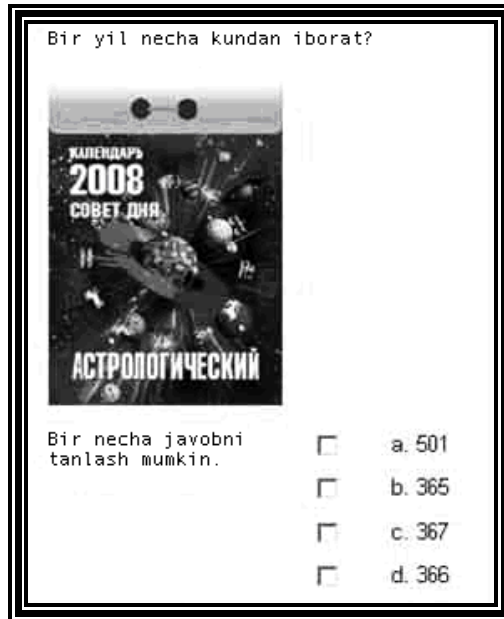 Bir yil necha kundan iborat?
КАЛЕНДАРЬ
2008
СОВЕТ ДНЯ
АСТРОЛОГИЧЕСКИЙ
Bir necha javobni
tanlash mumkin.
a. 501
b. 365
c. 367
d. 366